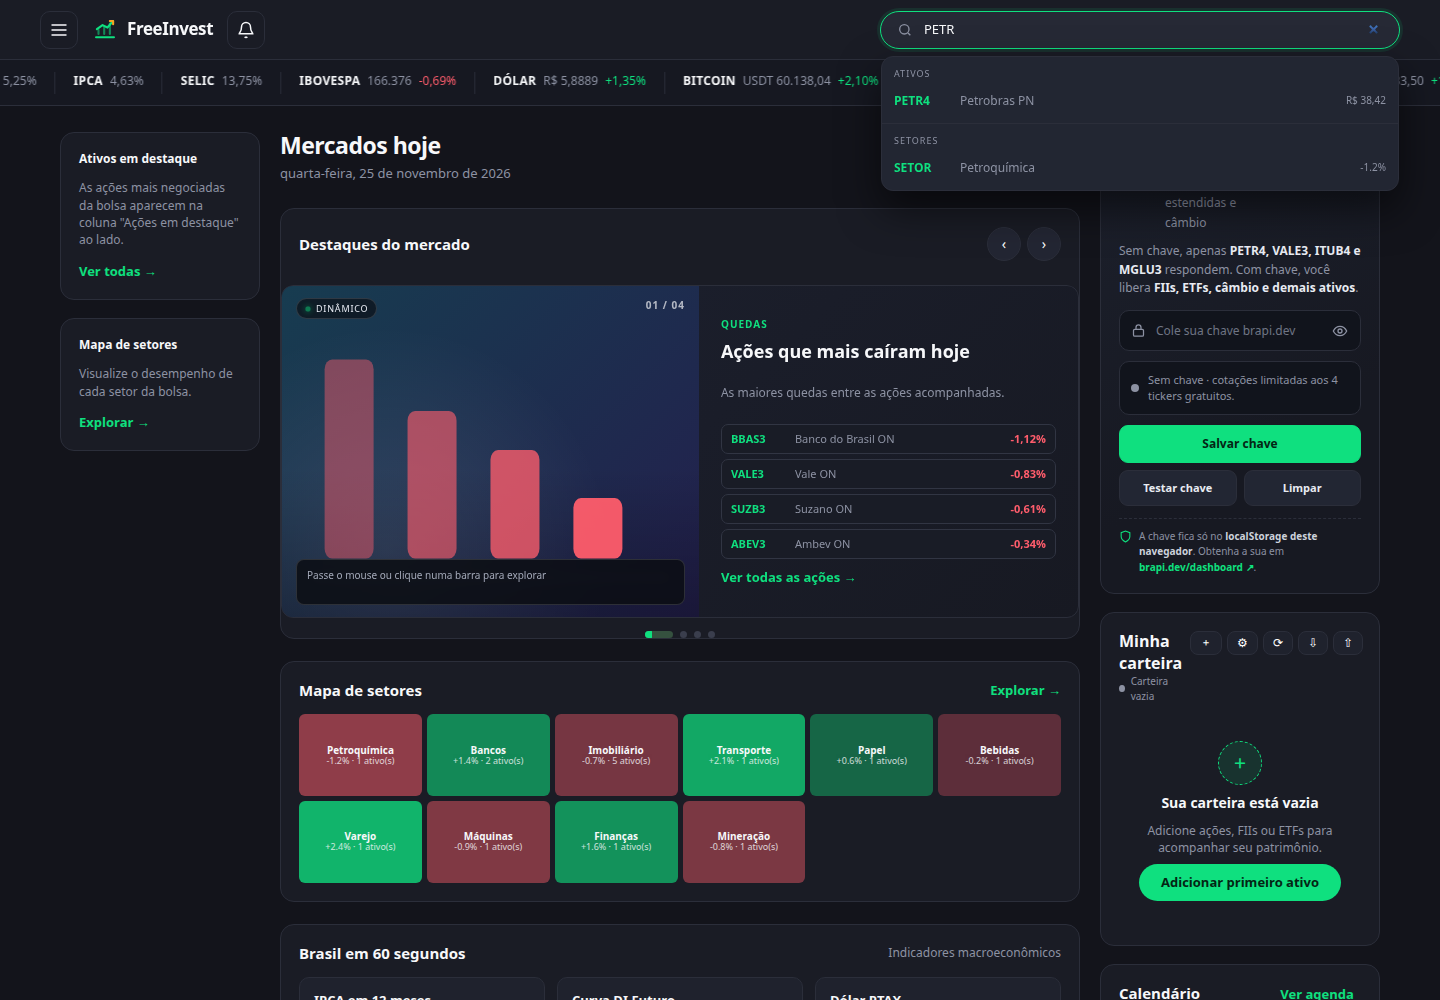 FreeInvest
PETR
5,25%
IPCA 4,63%
SELIC 13,75%
IBOVESPA 166.376 -0,69%
DÓLAR R$ 5,8889 +1,35%
BITCOIN USDT 60.138,04 +2,10%
3,50
ATIVOS
PETR4 Petrobras PN R$ 38,42
SETORES
SETOR Petroquímica -1.2%
Ativos em destaque
As ações mais negociadas
da bolsa aparecem na
coluna "Ações em destaque"
ao lado.
Ver todas →
Mapa de setores
Visualize o desempenho de
cada setor da bolsa.
Explorar →
Mercados hoje
quarta-feira, 25 de novembro de 2026
Destaques do mercado
‹ ›
DINÂMICO
01 / 04
Passe o mouse ou clique numa barra para explorar
QUEDAS
Ações que mais caíram hoje
As maiores quedas entre as ações acompanhadas.
BBAS3 Banco do Brasil ON -1,12%
VALE3 Vale ON -0,83%
SUZB3 Suzano ON -0,61%
ABEV3 Ambev ON -0,34%
Ver todas as ações →
Mapa de setores
Explorar →
Petroquímica
-1.2% · 1 ativo(s)
Bancos
+1.4% · 2 ativo(s)
Imobiliário
-0.7% · 5 ativo(s)
Transporte
+2.1% · 1 ativo(s)
Papel
+0.6% · 1 ativo(s)
Bebidas
-0.2% · 1 ativo(s)
Varejo
+2.4% · 1 ativo(s)
Máquinas
-0.9% · 1 ativo(s)
Finanças
+1.6% · 1 ativo(s)
Mineração
-0.8% · 1 ativo(s)
Brasil em 60 segundos
Indicadores macroeconômicos
IPCA em 12 meses
Curva DI Futuro
Dólar PTAX
estendidas e
câmbio
Sem chave, apenas PETR4, VALE3, ITUB4 e
MGLU3 respondem. Com chave, você
libera FIIs, ETFs, câmbio e demais ativos.
Cole sua chave brapi.dev
Sem chave · cotações limitadas aos 4
tickers gratuitos.
Salvar chave
Testar chave
Limpar
A chave fica só no localStorage deste
navegador. Obtenha a sua em
brapi.dev/dashboard ↗.
Minha
carteira
Carteira
vazia
+
Sua carteira está vazia
Adicione ações, FIIs ou ETFs para
acompanhar seu patrimônio.
Adicionar primeiro ativo
Calendário
Ver agenda